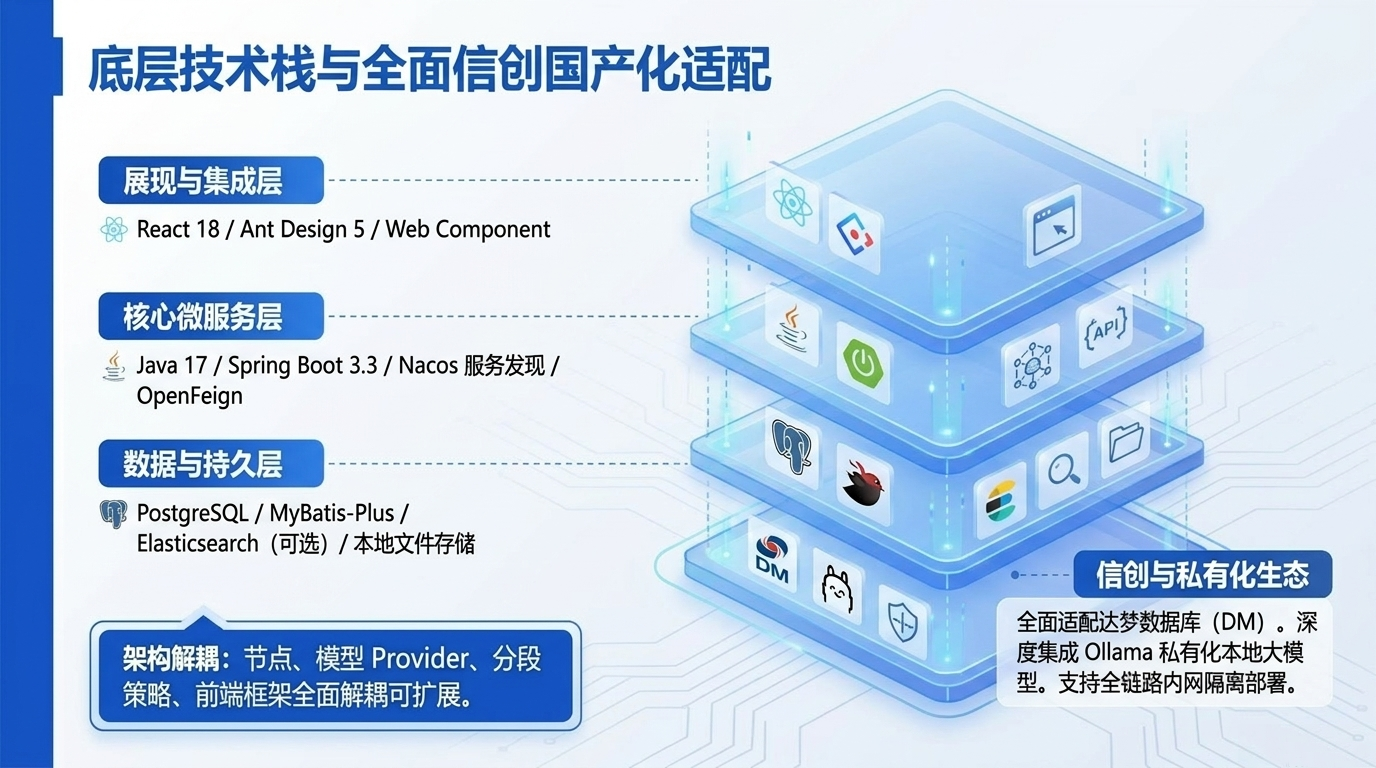 底层技术栈与全面信创国产化适配
展现与集成层
React 18 / Ant Design 5 / Web Component
核心微服务层
Java 17 / Spring Boot 3.3 / Nacos 服务发现 /
OpenFeign
数据与持久层
PostgreSQL / MyBatis-Plus /
Elasticsearch（可选）/ 本地文件存储
架构解耦：节点、模型 Provider、分段
策略、前端框架全面解耦可扩展。
{API}
DM
信创与私有化生态
全面适配达梦数据库（DM）。深
度集成 Ollama 私有化本地大模
型。支持全链路内网隔离部署。